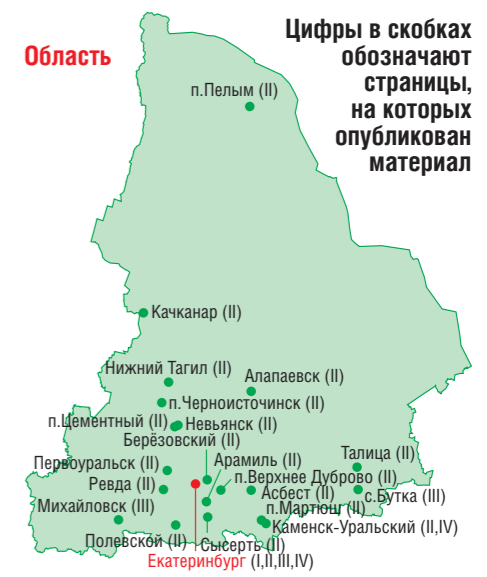 Область
Цифры в скобках
обозначают
страницы,
на которых
опубликован
материал
п.Пелым (II)
Качканар (II)
Нижний Тагил (II)
Алапаевск (II)
п.Черноисточинск (II)
п.Цементный (II)
Невьянск (II)
Берёзовский (II)
Арамиль (II)
Талица (II)
Первоуральск (II)
п.Верхнее Дуброво (II)
Ревда (II)
Асбест (II)
с.Бутка (III)
Михайловск (III)
п.Мартюш (II)
Каменск-Уральский (II,IV)
Полевской (II)
Сысерть (II)
Екатеринбург (I,II,III,IV)